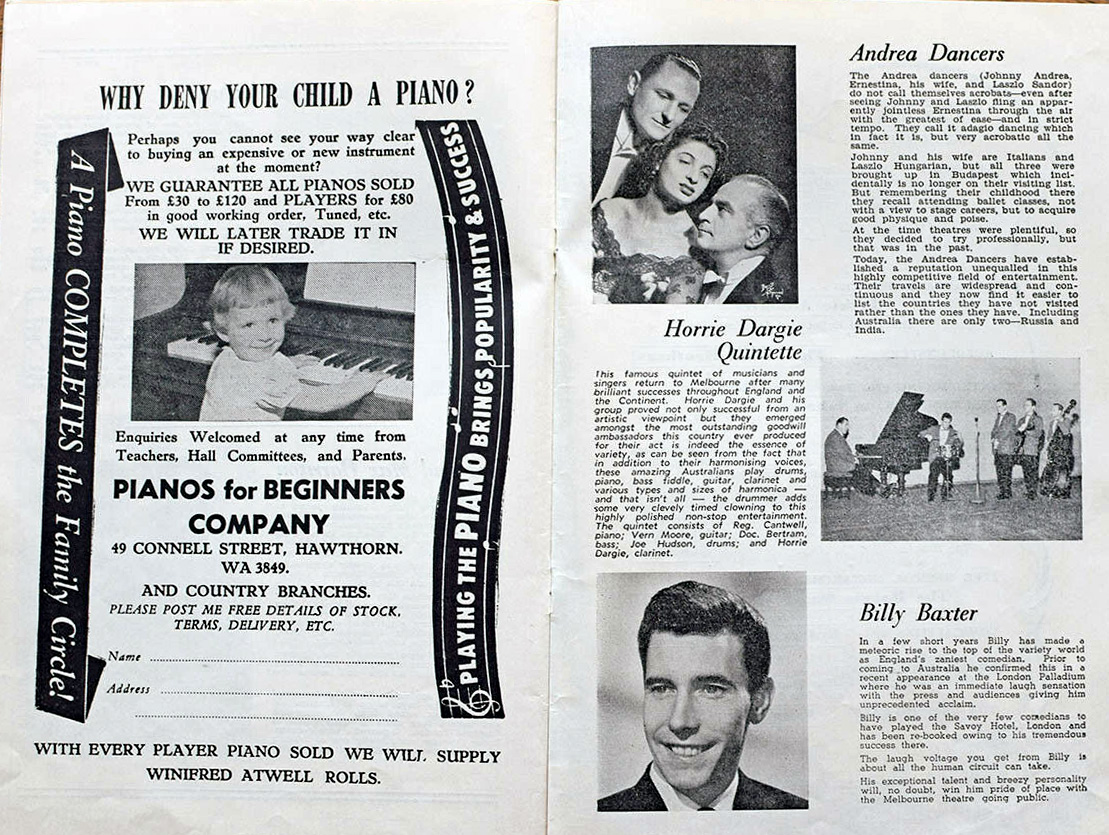 WHY DENY YOUR CHILD A PIANO?
A Piano COMPLETES the Family Circle!
Perhaps you cannot see your way clear
to buying an expensive or new instrument
at the moment?
WE GUARANTEE ALL PIANOS SOLD
From £30 to £120 and PLAYERS for £80
in good working order, Tuned, etc.
WE WILL LATER TRADE IT IN
IF DESIRED.
PLAYING THE PIANO BRINGS POPULARITY & SUCCESS
Enquiries Welcomed at any time from
Teachers, Hall Committees, and Parents.
PIANOS for BEGINNERS
COMPANY
49 CONNELL STREET, HAWTHORN.
WA 3849.
AND COUNTRY BRANCHES.
PLEASE POST ME FREE DETAILS OF STOCK,
TERMS, DELIVERY, ETC.
Name
Address
WITH EVERY PLAYER PIANO SOLD WE WILL SUPPLY
WINIFRED ATWELL ROLLS.
Andrea Dancers
The Andrea dancers (Johnny Andrea,
Ernestina, his wife, and Laszlo Sandor)
do not call themselves acrobats—even after
seeing Johnny and Laszlo fling an appar-
ently jointless Ernestina through the air
with the greatest of ease—and in strict
tempo. They call it adagio dancing which
in fact it is, but very acrobatic all the
same.
Johnny and his wife are Italians and
Laszlo Hungarian, but all three were
brought up in Budapest which inci-
dentally is no longer on their visiting list.
But remembering their childhood there
they recall attending ballet classes, not
with a view to stage careers, but to acquire
good physique and poise.
At the time theatres were plentiful, so
they decided to try professionally, but
that was in the past.
Today, the Andrea Dancers have estab-
lished a reputation unequalled in this
highly competitive field of entertainment.
Their travels are widespread and con-
tinuous and they now find it easier to
list the countries they have not visited
rather than the ones they have. Including
Australia there are only two—Russia and
India.
Horrie Dargie
Quintette
This famous quintet of musicians and
singers return to Melbourne after many
brilliant successes throughout England and
the Continent. Horrie Dargie and his
group proved not only successful from an
artistic viewpoint but they emerged
amongst the most outstanding goodwill
ambassadors this country ever produced
for their act is indeed the essence of
variety, as can be seen from the fact that
in addition to their harmonising voices,
these amazing Australians play drums,
piano, bass fiddle, guitar, clarinet and
various types and sizes of harmonica —
and that isn't all — the drummer adds
some very clevely timed clowning to this
highly polished non-stop entertainment.
The quintet consists of Reg. Cantwell,
piano; Vern Moore, guitar; Doc. Bertram,
bass; Joe Hudson, drums; and Horrie
Dargie, clarinet.
Billy Baxter
In a few short years Billy has made a
meteoric rise to the top of the variety world
as England's zaniest comedian. Prior to
coming to Australia he confirmed this in a
recent appearance at the London Palladium
where he was an immediate laugh sensation
with the press and audiences giving him
unprecedented acclaim.
Billy is one of the very few comedians to
have played the Savoy Hotel, London and
has been re-booked owing to his tremendous
success there.
The laugh voltage you get from Billy is
about all the human circuit can take.
His exceptional talent and breezy personality
will, no doubt, win him pride of place with
the Melbourne theatre going public.